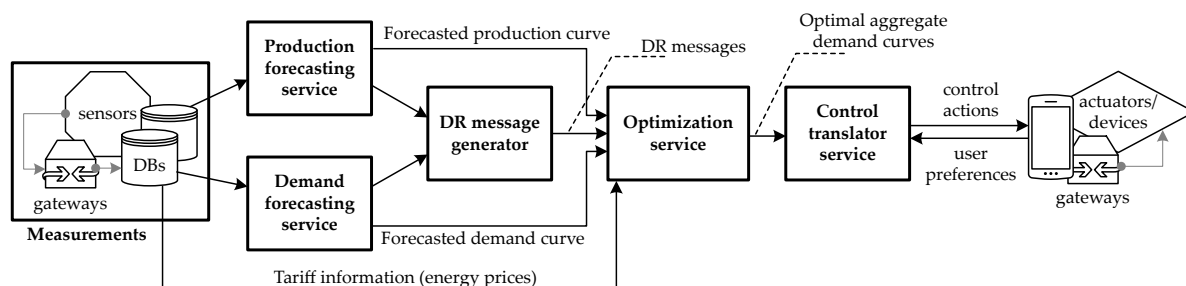 Measurements
sensors
DBs
gateways
Production
forecasting
service
Demand
forecasting
service
Forecasted production curve
Forecasted demand curve
Tariff information (energy prices)
DR message
generator
DR messages
Optimization
service
Optimal aggregate
demand curves
Control
translator
service
control
actions
user
preferences
actuators/
devices
gateways